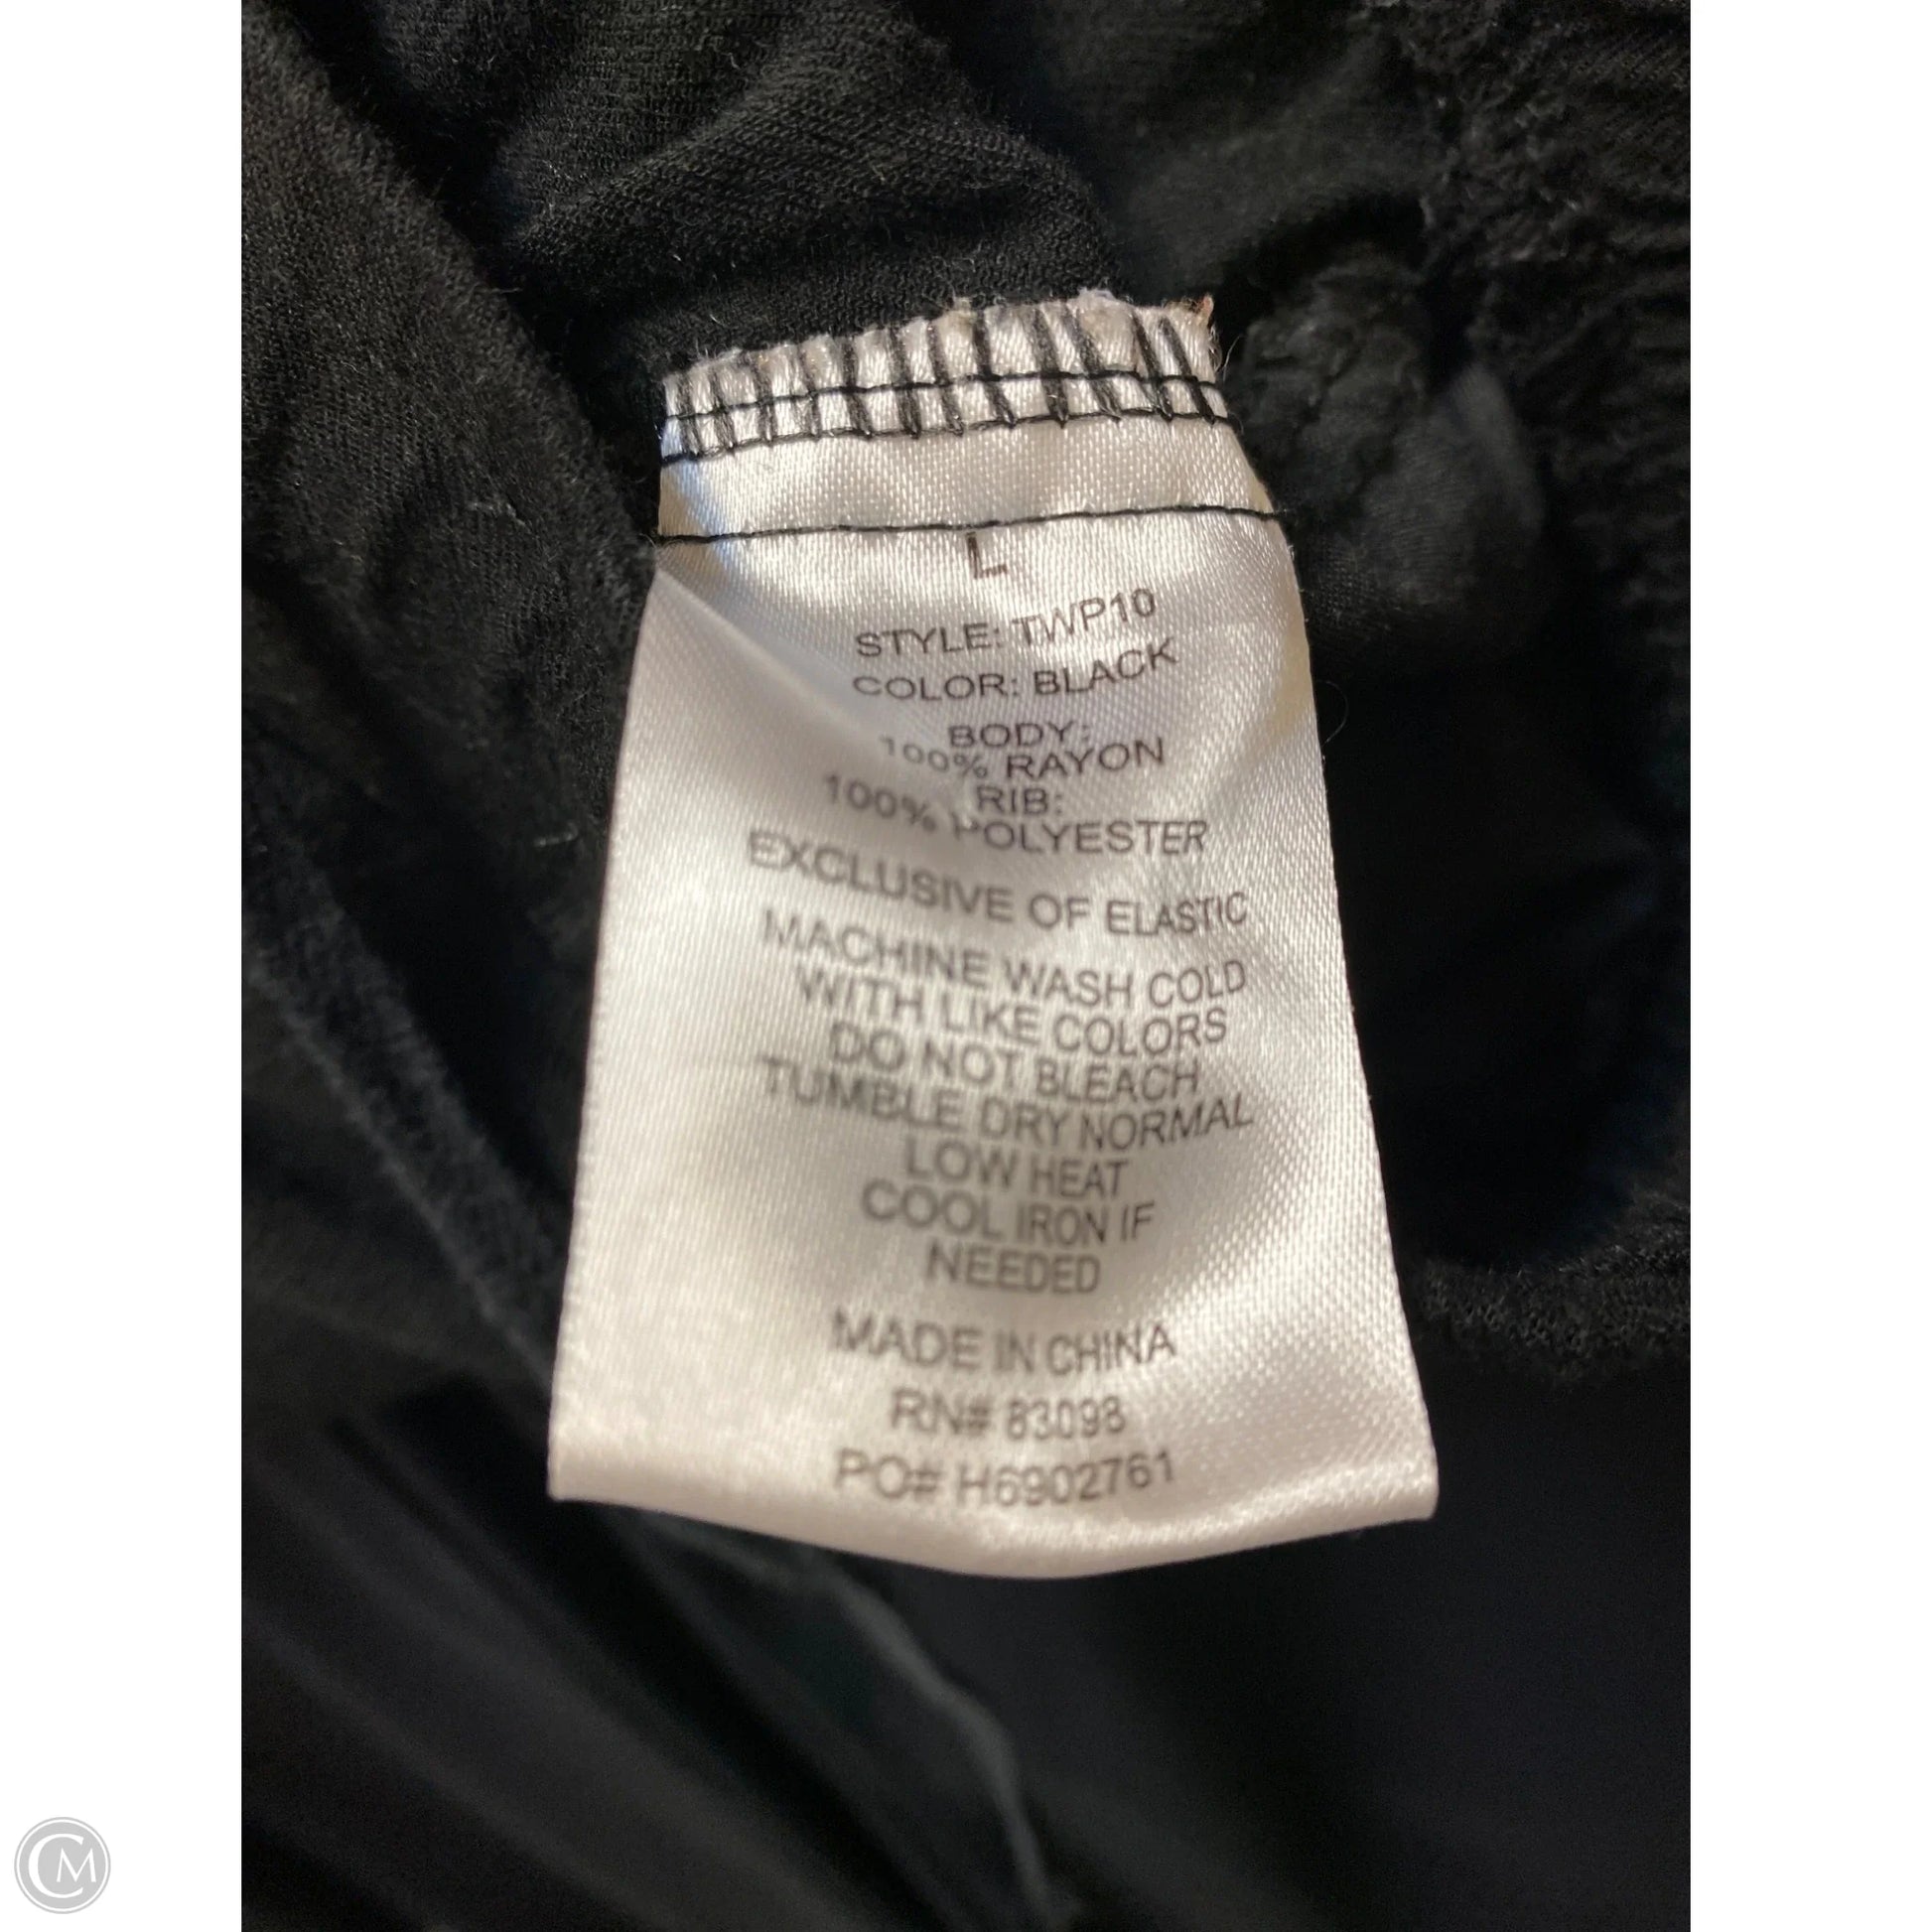 L
STYLE: TWP10
COLOR: BLACK
BODY:
100% RAYON
RIB:
100% POLYESTER
EXCLUSIVE OF ELASTIC
MACHINE WASH COLD
WITH LIKE COLORS
DO NOT BLEACH
TUMBLE DRY NORMAL
LOW HEAT
COOL IRON IF
NEEDED
MADE IN CHINA
RN# 83098
PO# H6902761
CM